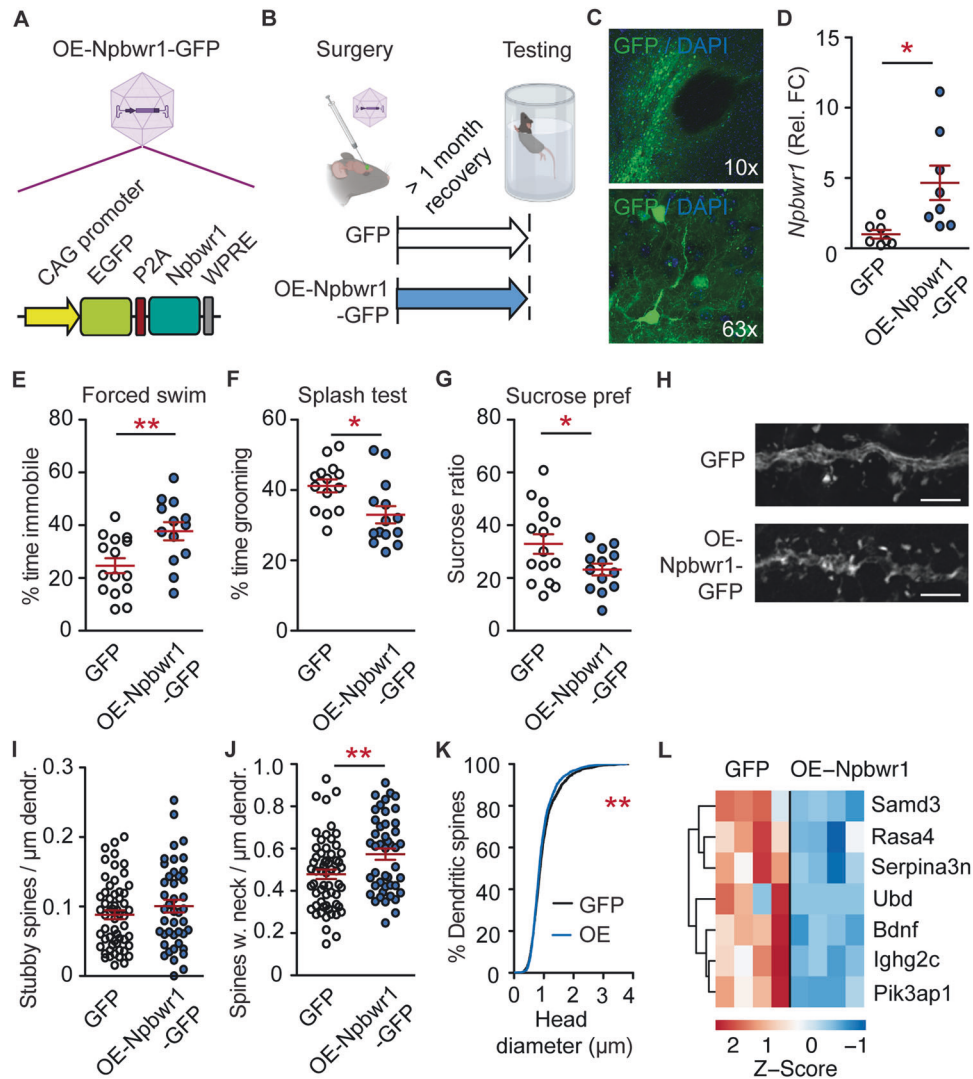 A
OE-Npbwr1-GFP
CAG promoter
EGFP
P2A
Npbwr1
WPRE
B
Surgery
Testing
> 1 month
recovery
GFP
OE-Npbwr1
-GFP
C
GFP / DAPI
10x
GFP / DAPI
63x
D
Npbwr1 (Rel. FC)
15
10
5
0
*
GFP
OE-Npbwr1
-GFP
E
Forced swim
% time immobile
80
60
40
20
0
**
GFP
OE-Npbwr1
-GFP
F
Splash test
% time grooming
60
40
20
0
*
GFP
OE-Npbwr1
-GFP
G
Sucrose pref
Sucrose ratio
80
60
40
20
0
*
GFP
OE-Npbwr1
-GFP
H
GFP
OE-
Npbwr1-
GFP
I
Stubby spines / µm dendr.
0.3
0.2
0.1
0
GFP
OE-Npbwr1
-GFP
J
Spines w. neck / µm dendr.
1.0
0.8
0.6
0.4
0.2
0
**
GFP
OE-Npbwr1
-GFP
K
% Dendritic spines
100
80
60
40
20
0
**
GFP
OE
0 1 2 3 4
Head
diameter (µm)
L
GFP OE–Npbwr1
Samd3
Rasa4
Serpina3n
Ubd
Bdnf
Ighg2c
Pik3ap1
2 1 0 -1
Z–Score